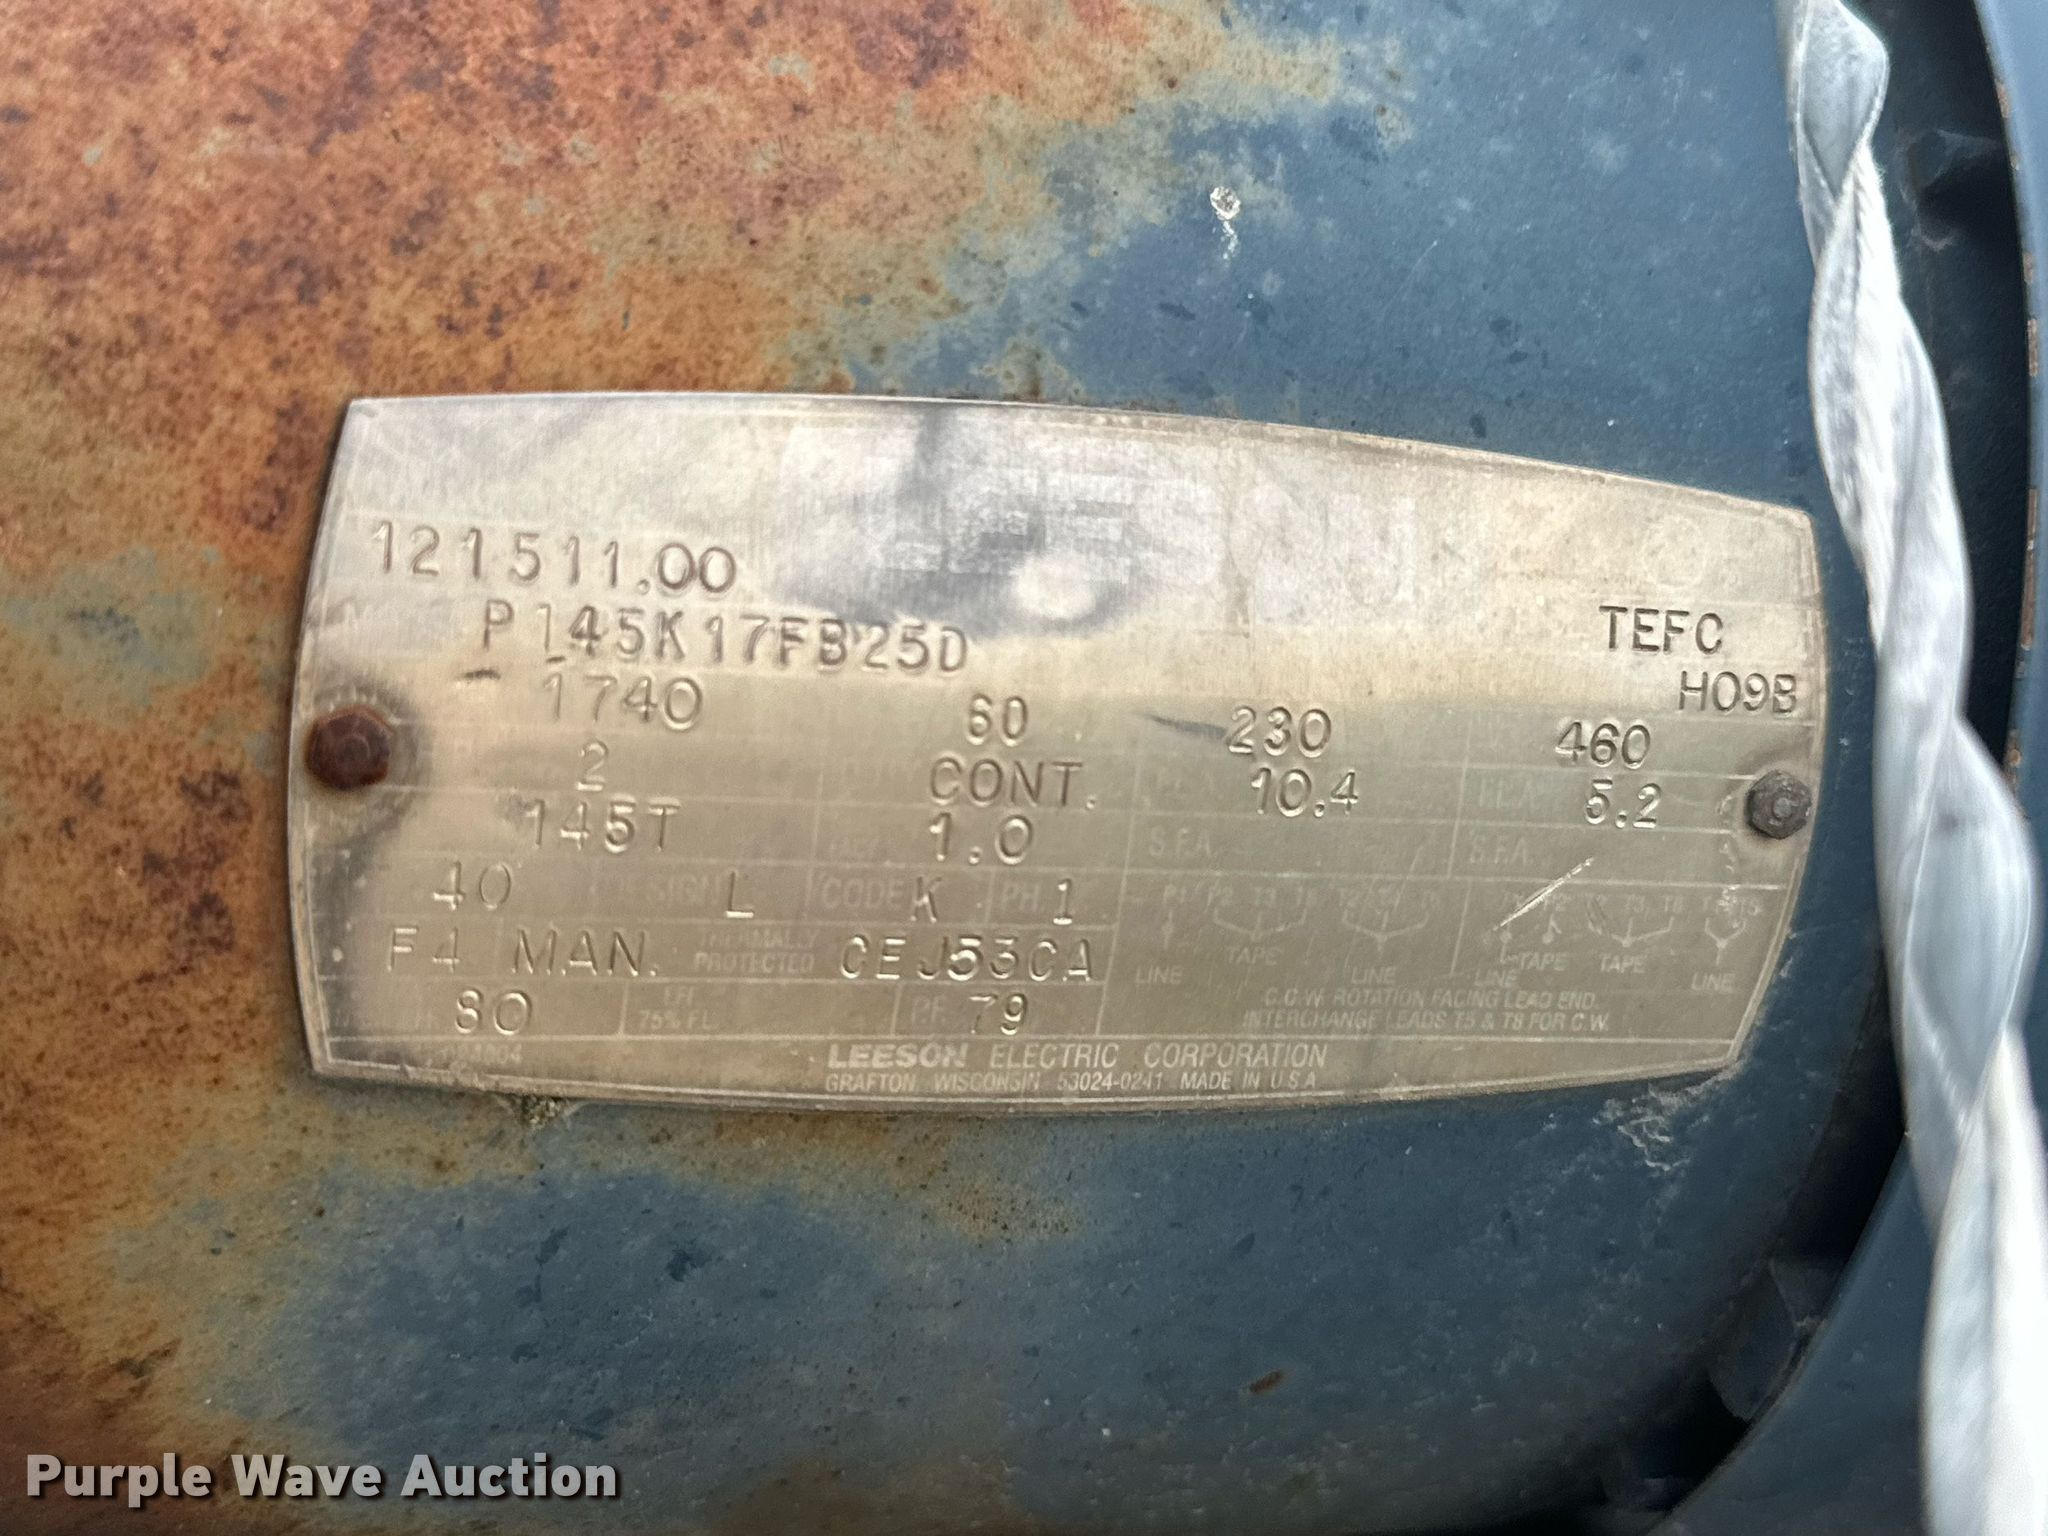 LEESON
121511.00
P145K17FB25D TEFC
H09B
1740 60 230 460
2 CONT. 10.4 5.2
145T 1.0 S.F.A. S.F.A.
40 L CODE K PH 1
F4 MAN. THERMALLY PROTECTED CEJ53CA
TAPE TAPE TAPE
LINE LINE LINE LINE
80 EFF. 75% FL P.F. 79
C.C.W. ROTATION FACING LEAD END.
INTERCHANGE LEADS T5 & T8 FOR C.W.
LEESON ELECTRIC CORPORATION
GRAFTON, WISCONSIN 53024-0241 MADE IN U.S.A.
Purple Wave Auction